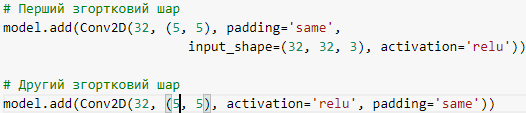 # Перший згортковий шар
model.add(Conv2D(32, (5, 5), padding='same',
input_shape=(32, 32, 3), activation='relu'))
# Другий згортковий шар
model.add(Conv2D(32, (5, 5), activation='relu', padding='same'))